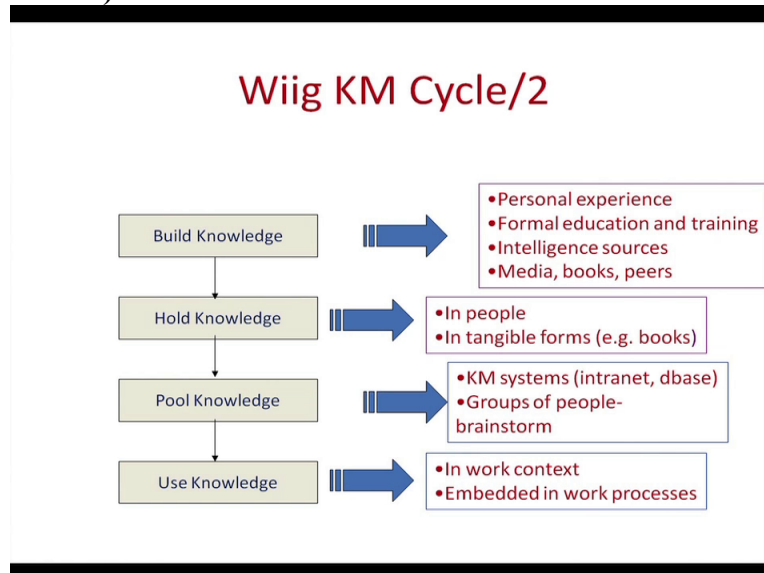 Wiig KM Cycle/2
Build Knowledge
•Personal experience
•Formal education and training
•Intelligence sources
•Media, books, peers
Hold Knowledge
•In people
•In tangible forms (e.g. books)
Pool Knowledge
•KM systems (intranet, dbase)
•Groups of people-
brainstorm
Use Knowledge
•In work context
•Embedded in work processes